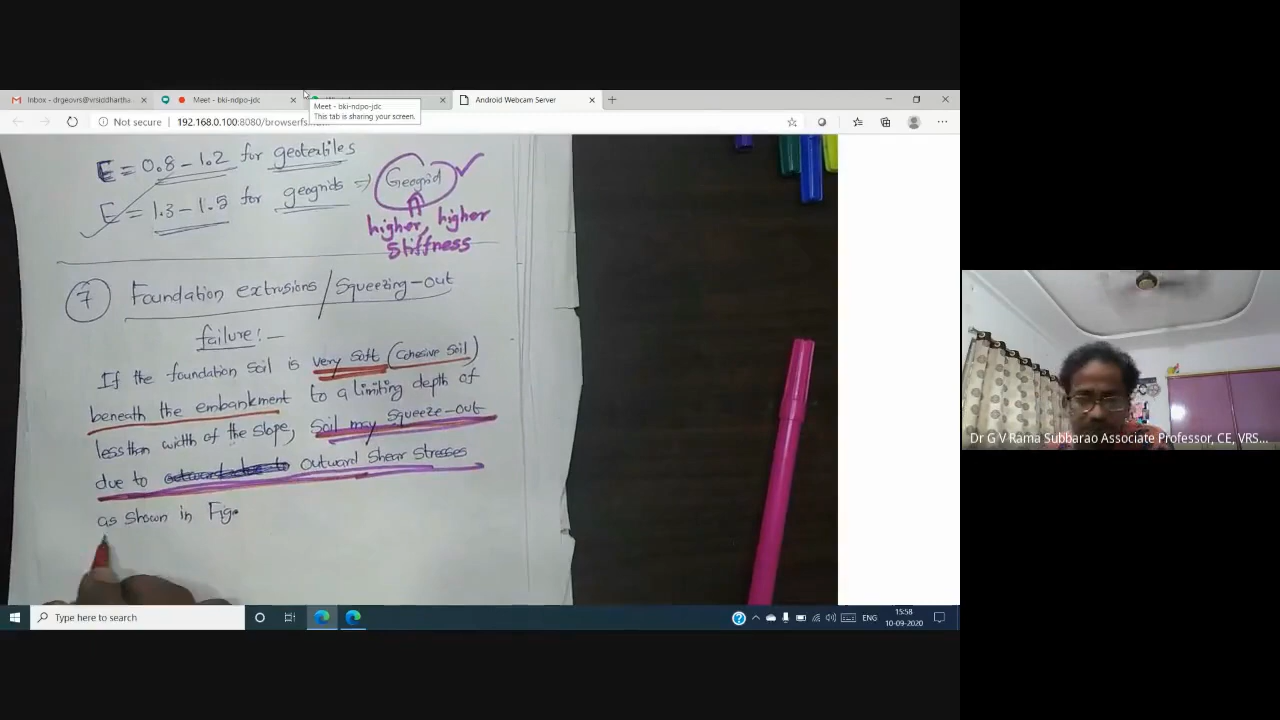 Inbox - drgeovrs@vrsiddhartha...
Meet - bki-ndpo-jdc
Android Webcam Server
Meet - bki-ndpo-jdc
This tab is sharing your screen.
Not secure
192.168.0.100:8080/browserfs.
E = 0.8 - 1.2 for geotextiles
E = 1.3 - 1.5 for geogrids => Geogrid
higher, higher
Stiffness
7 Foundation extrusions / Squeezing-out
failure:-
If the foundation Soil is very soft (Cohesive Soil)
beneath the embankment to a limiting depth of
less than width of the slope, Soil may Squeeze-out
due to Outward Shear Stresses
as shown in Fig.
Dr G V Rama Subbarao Associate Professor, CE, VRS...
Type here to search
ENG
15:58
10-09-2020